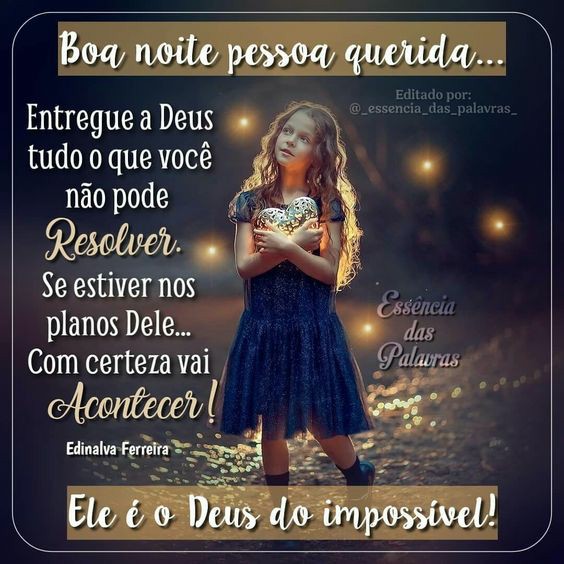 Boa noite pessoa querida...
Editado por:
@_essencia_das_palavras_
Entregue a Deus
tudo o que você
não pode
Resolver.
Se estiver nos
planos Dele...
Com certeza vai
Acontecer!
Edinalva Ferreira
Essência
das
Palavras
Ele é o Deus do impossível!